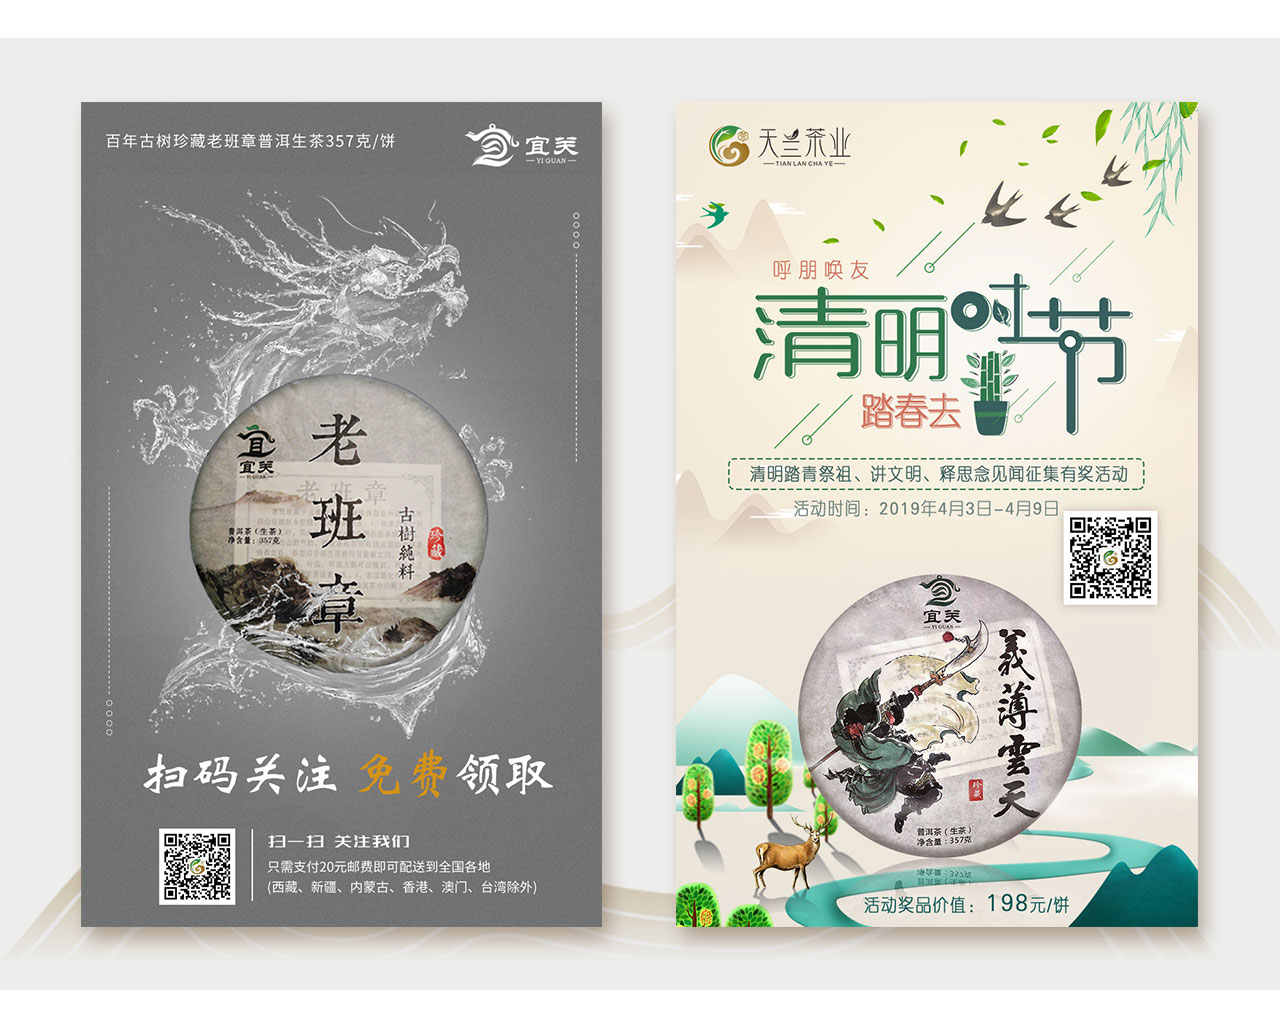 百年古树珍藏老班章普洱生茶357克/饼
宜关
YI GUAN
宜关
YI GUAN
老班章
老班章
古樹純料
珍藏
普洱茶（生茶）
净含量：357克
扫码关注 免费领取
扫一扫 关注我们
只需支付20元邮费即可配送到全国各地
(西藏、新疆、内蒙古、香港、澳门、台湾除外)
天兰茶业
TIAN LAN CHA YE
呼朋唤友
清明时节
踏春去
清明踏青祭祖、讲文明、释思念见闻征集有奖活动
活动时间：2019年4月3日-4月9日
宜关
YI GUAN
義薄雲天
珍藏
普洱茶（生茶）
净含量：357克
活动奖品价值：198元/饼